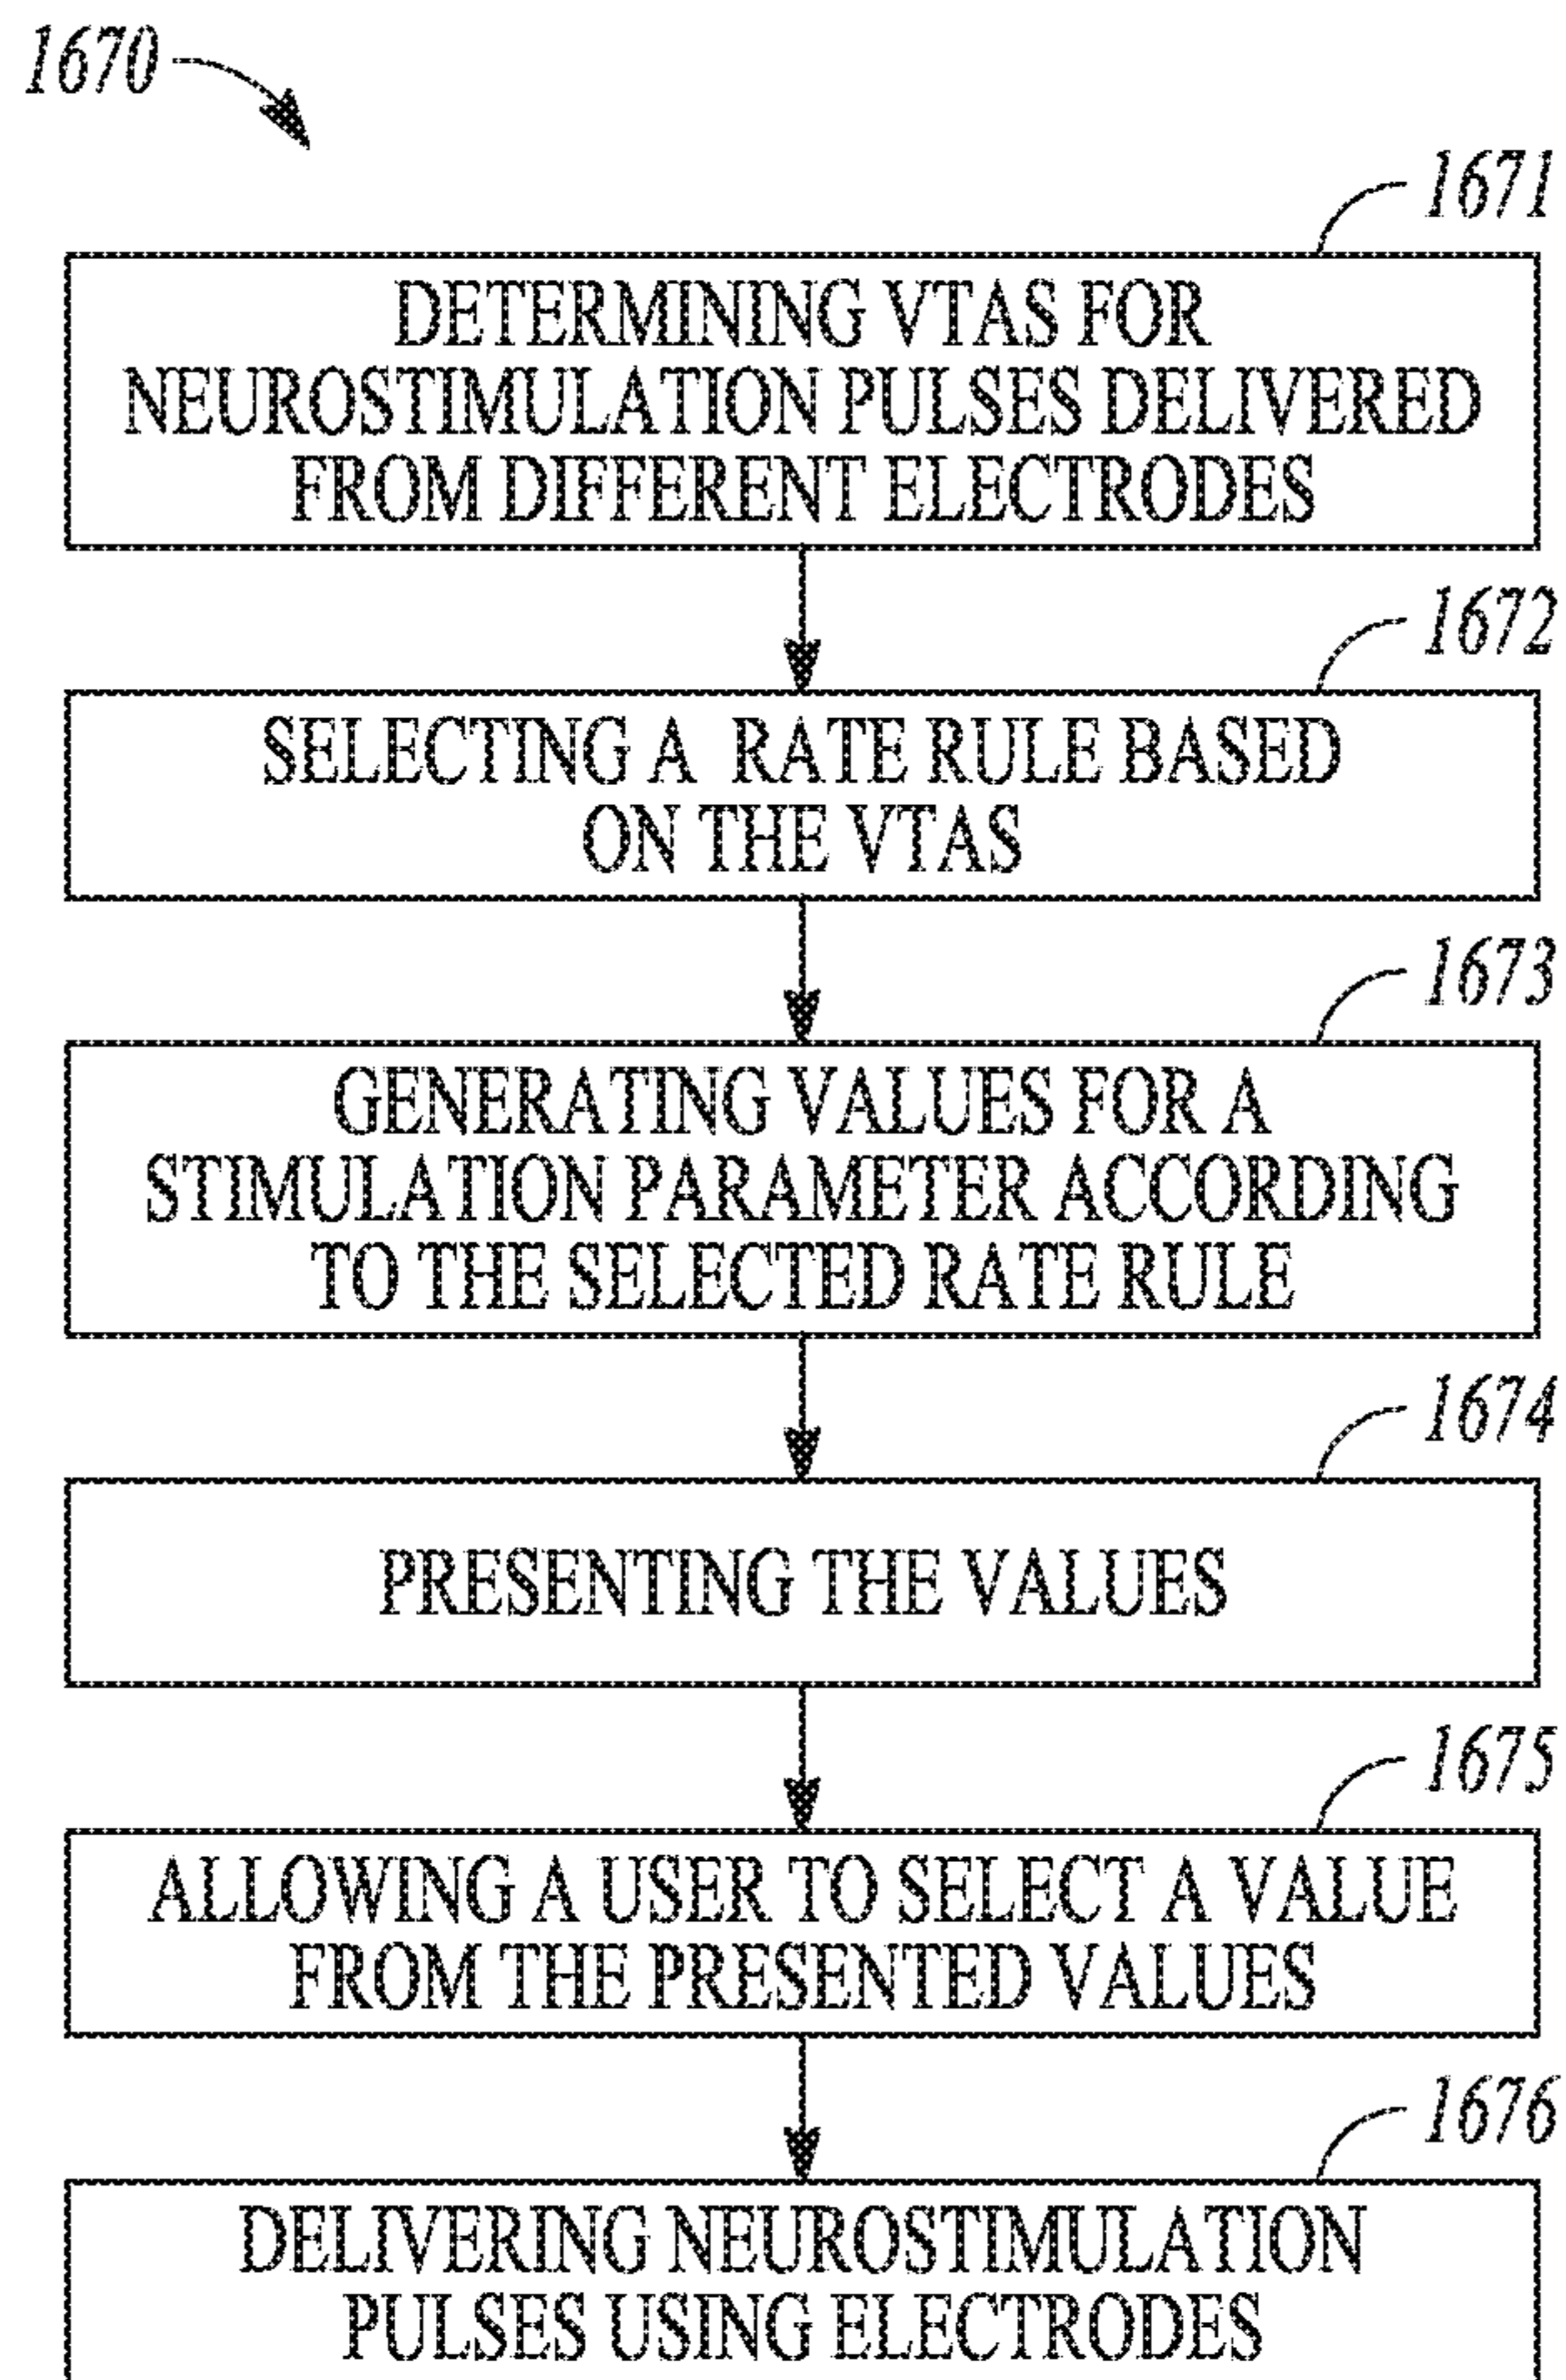 1670
1671
DETERMINING VTAS FOR
NEUROSTIMULATION PULSES DELIVERED
FROM DIFFERENT ELECTRODES
1672
SELECTING A RATE RULE BASED
ON THE VTAS
1673
GENERATING VALUES FOR A
STIMULATION PARAMETER ACCORDING
TO THE SELECTED RATE RULE
1674
PRESENTING THE VALUES
1675
ALLOWING A USER TO SELECT A VALUE
FROM THE PRESENTED VALUES
1676
DELIVERING NEUROSTIMULATION
PULSES USING ELECTRODES